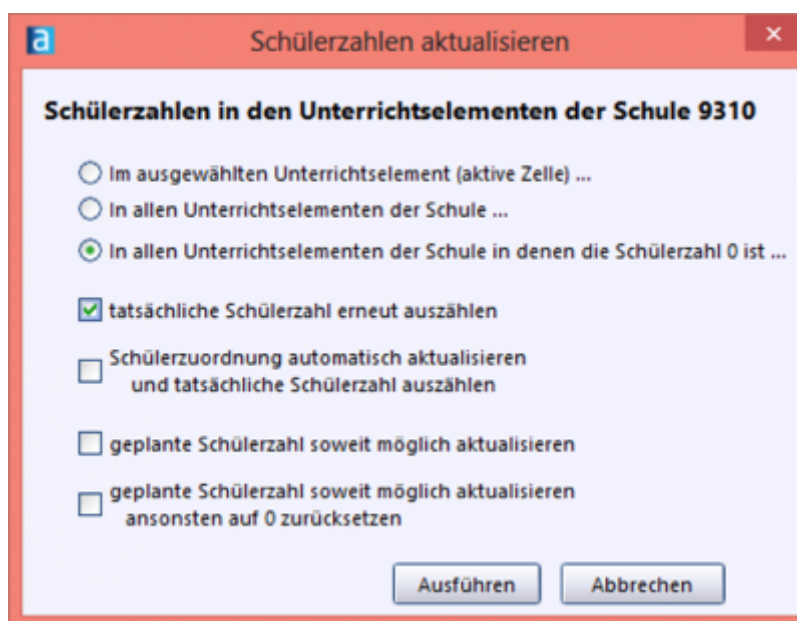 a
Schülerzahlen aktualisieren
Schülerzahlen in den Unterrichtselementen der Schule 9310
Im ausgewählten Unterrichtselement (aktive Zelle) ...
In allen Unterrichtselementen der Schule ...
In allen Unterrichtselementen der Schule in denen die Schülerzahl 0 ist ...
tatsächliche Schülerzahl erneut auszählen
Schülerzuordnung automatisch aktualisieren
und tatsächliche Schülerzahl auszählen
geplante Schülerzahl soweit möglich aktualisieren
geplante Schülerzahl soweit möglich aktualisieren
ansonsten auf 0 zurücksetzen
Ausführen Abbrechen